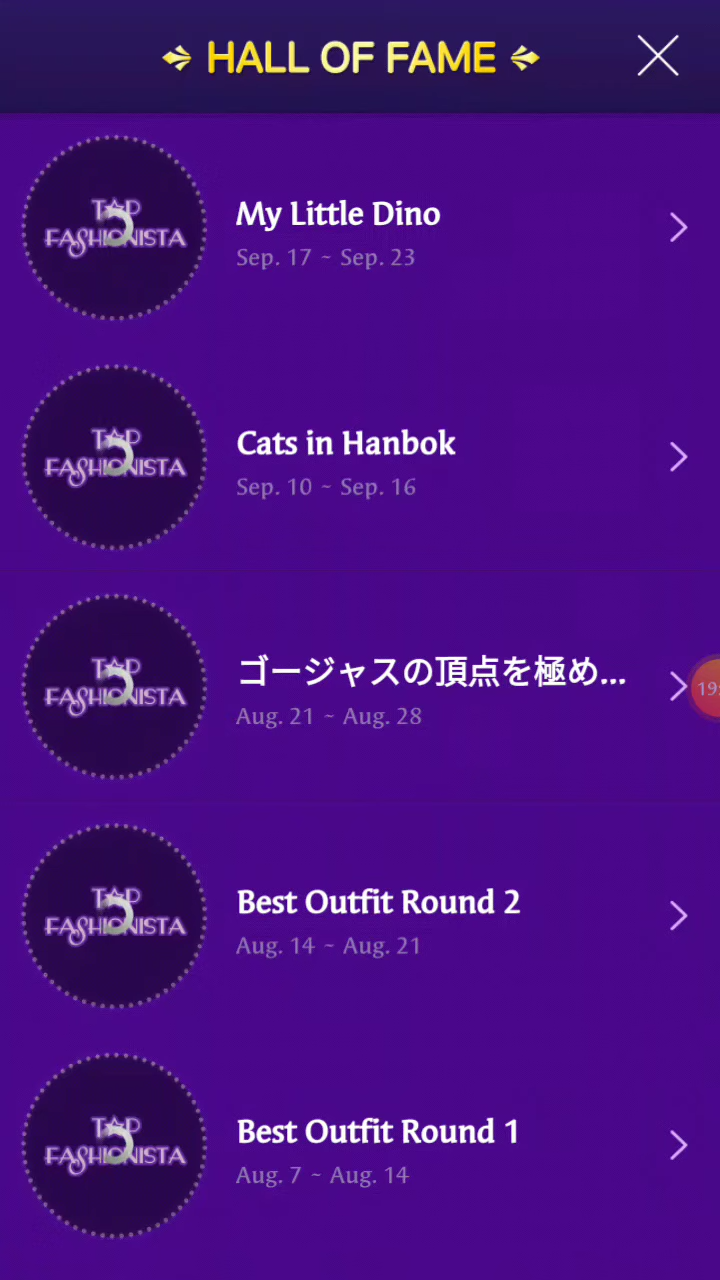 HALL OF FAME
TOP
FASHIONISTA
My Little Dino
Sep. 17 ~ Sep. 23
TOP
FASHIONISTA
Cats in Hanbok
Sep. 10 ~ Sep. 16
TOP
FASHIONISTA
ゴージャスの頂点を極め...
Aug. 21 ~ Aug. 28
19:
TOP
FASHIONISTA
Best Outfit Round 2
Aug. 14 ~ Aug. 21
TOP
FASHIONISTA
Best Outfit Round 1
Aug. 7 ~ Aug. 14